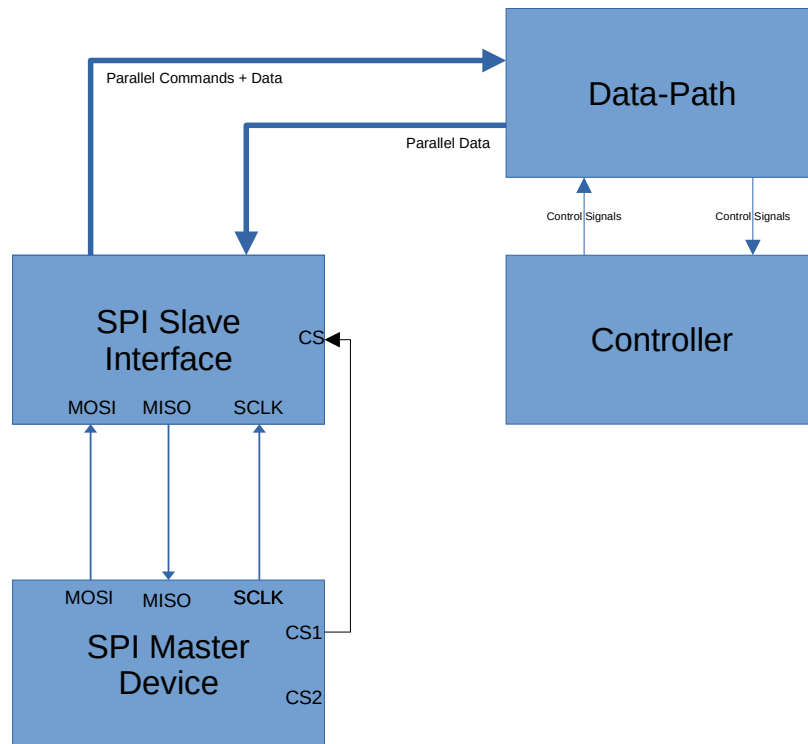 Data-Path
Parallel Commands + Data
Parallel Data
Control Signals
Control Signals
SPI Slave
Interface
CS
Controller
MOSI
MISO
SCLK
MOSI
MISO
SCLK
CS1
SPI Master
Device
CS2